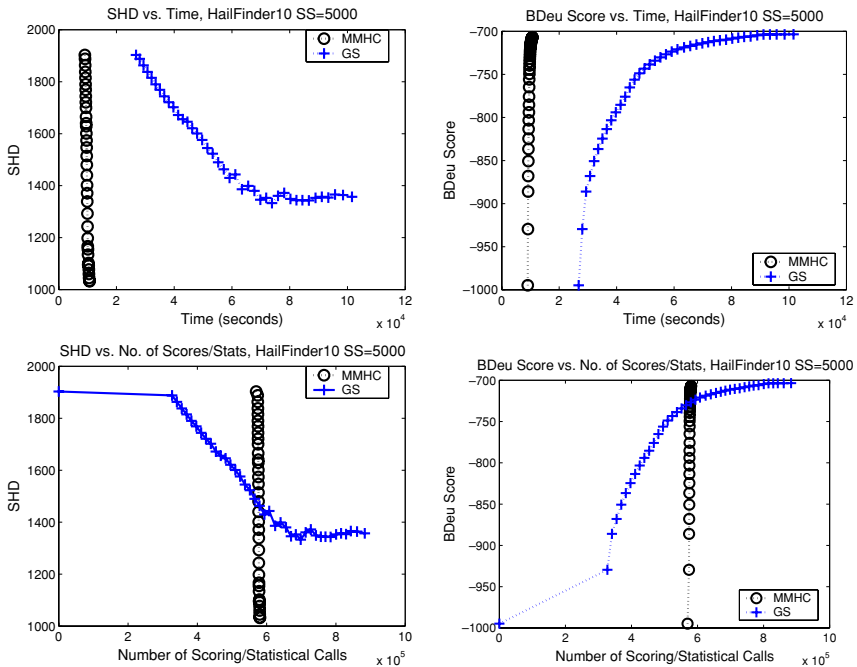 SHD vs. Time, HailFinder10 SS=5000
2000
1800
1600
1400
1200
1000
SHD
MMHC
GS
0 2 4 6 8 10 12
x 10^4
Time (seconds)
BDeu Score vs. Time, HailFinder10 SS=5000
−700
−750
−800
−850
−900
−950
−1000
BDeu Score
MMHC
GS
0 2 4 6 8 10 12
x 10^4
Time (seconds)
SHD vs. No. of Scores/Stats, HailFinder10 SS=5000
2000
1800
1600
1400
1200
1000
SHD
MMHC
GS
0 2 4 6 8 10
x 10^5
Number of Scoring/Statistical Calls
BDeu Score vs. No. of Scores/Stats, HailFinder10 SS=5000
−700
−750
−800
−850
−900
−950
−1000
BDeu Score
MMHC
GS
0 2 4 6 8 10
x 10^5
Number of Scoring/Statistical Calls